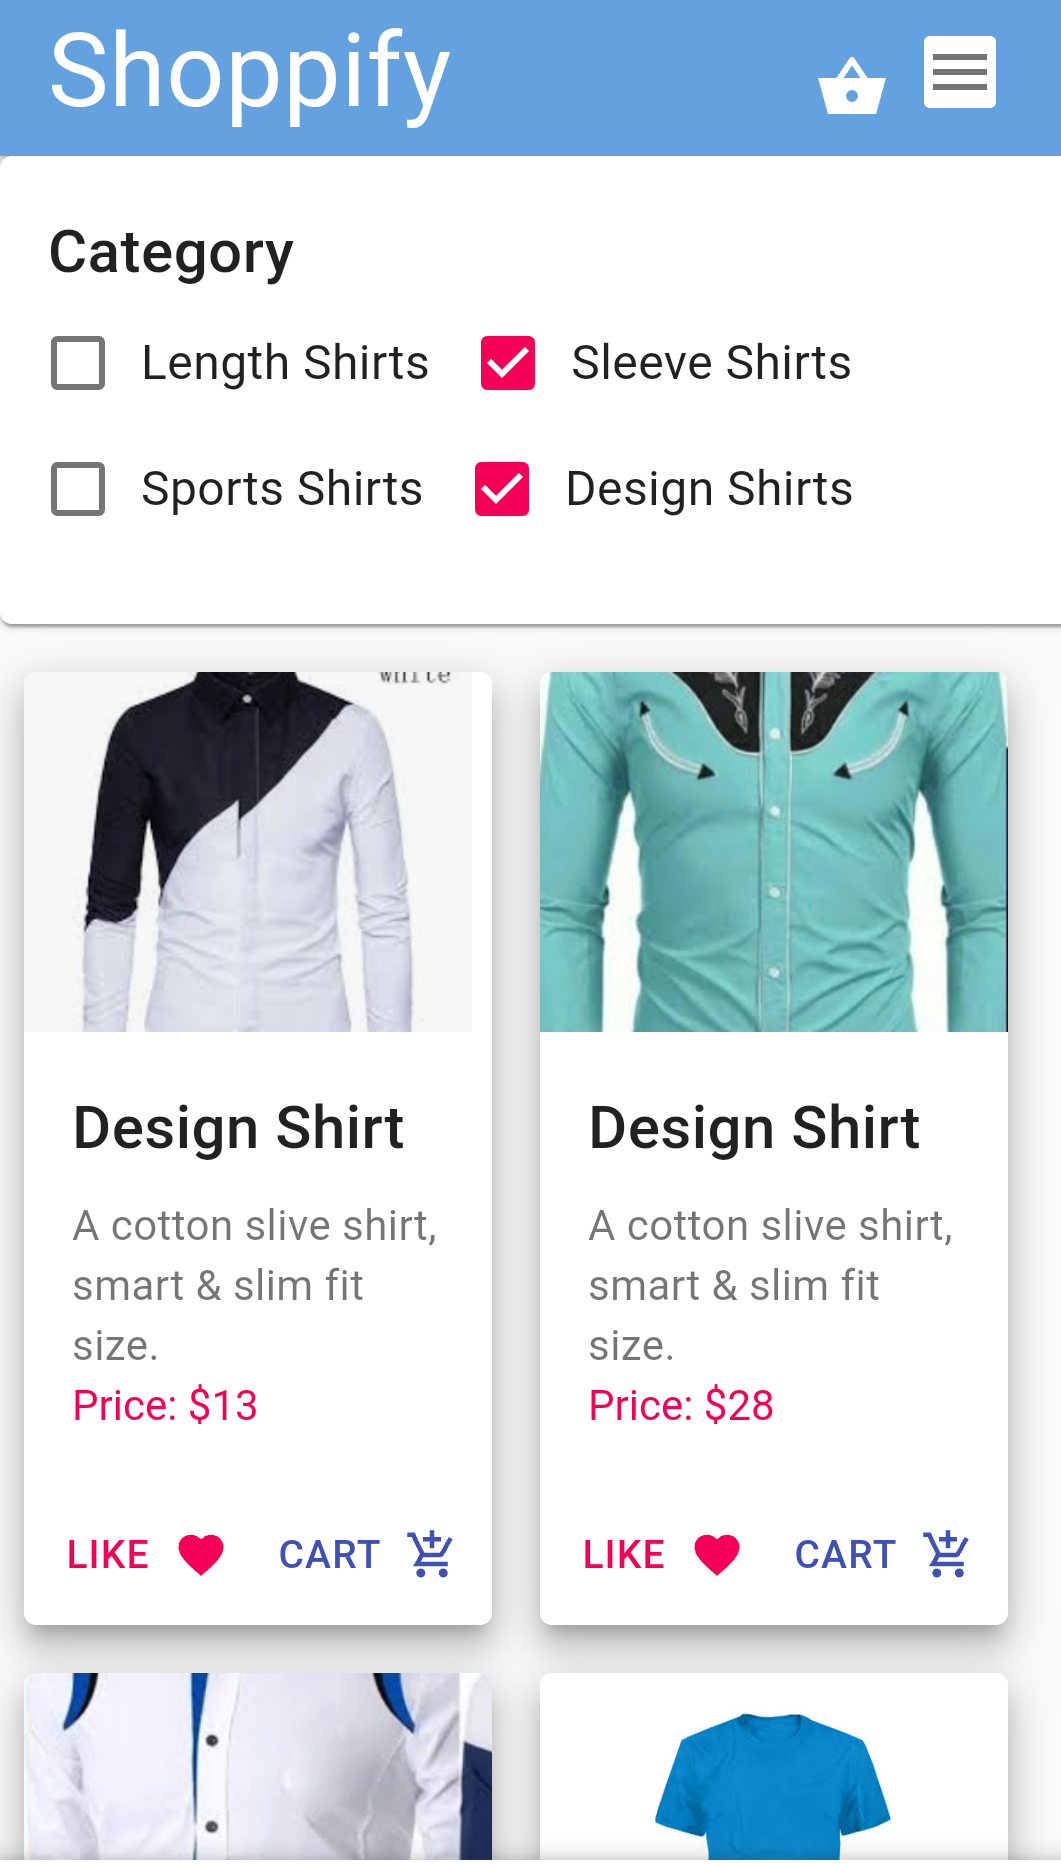 Shoppify
Category
Length Shirts
Sleeve Shirts
Sports Shirts
Design Shirts
white
Design Shirt
A cotton slive shirt,
smart & slim fit
size.
Price: $13
LIKE
CART
Design Shirt
A cotton slive shirt,
smart & slim fit
size.
Price: $28
LIKE
CART